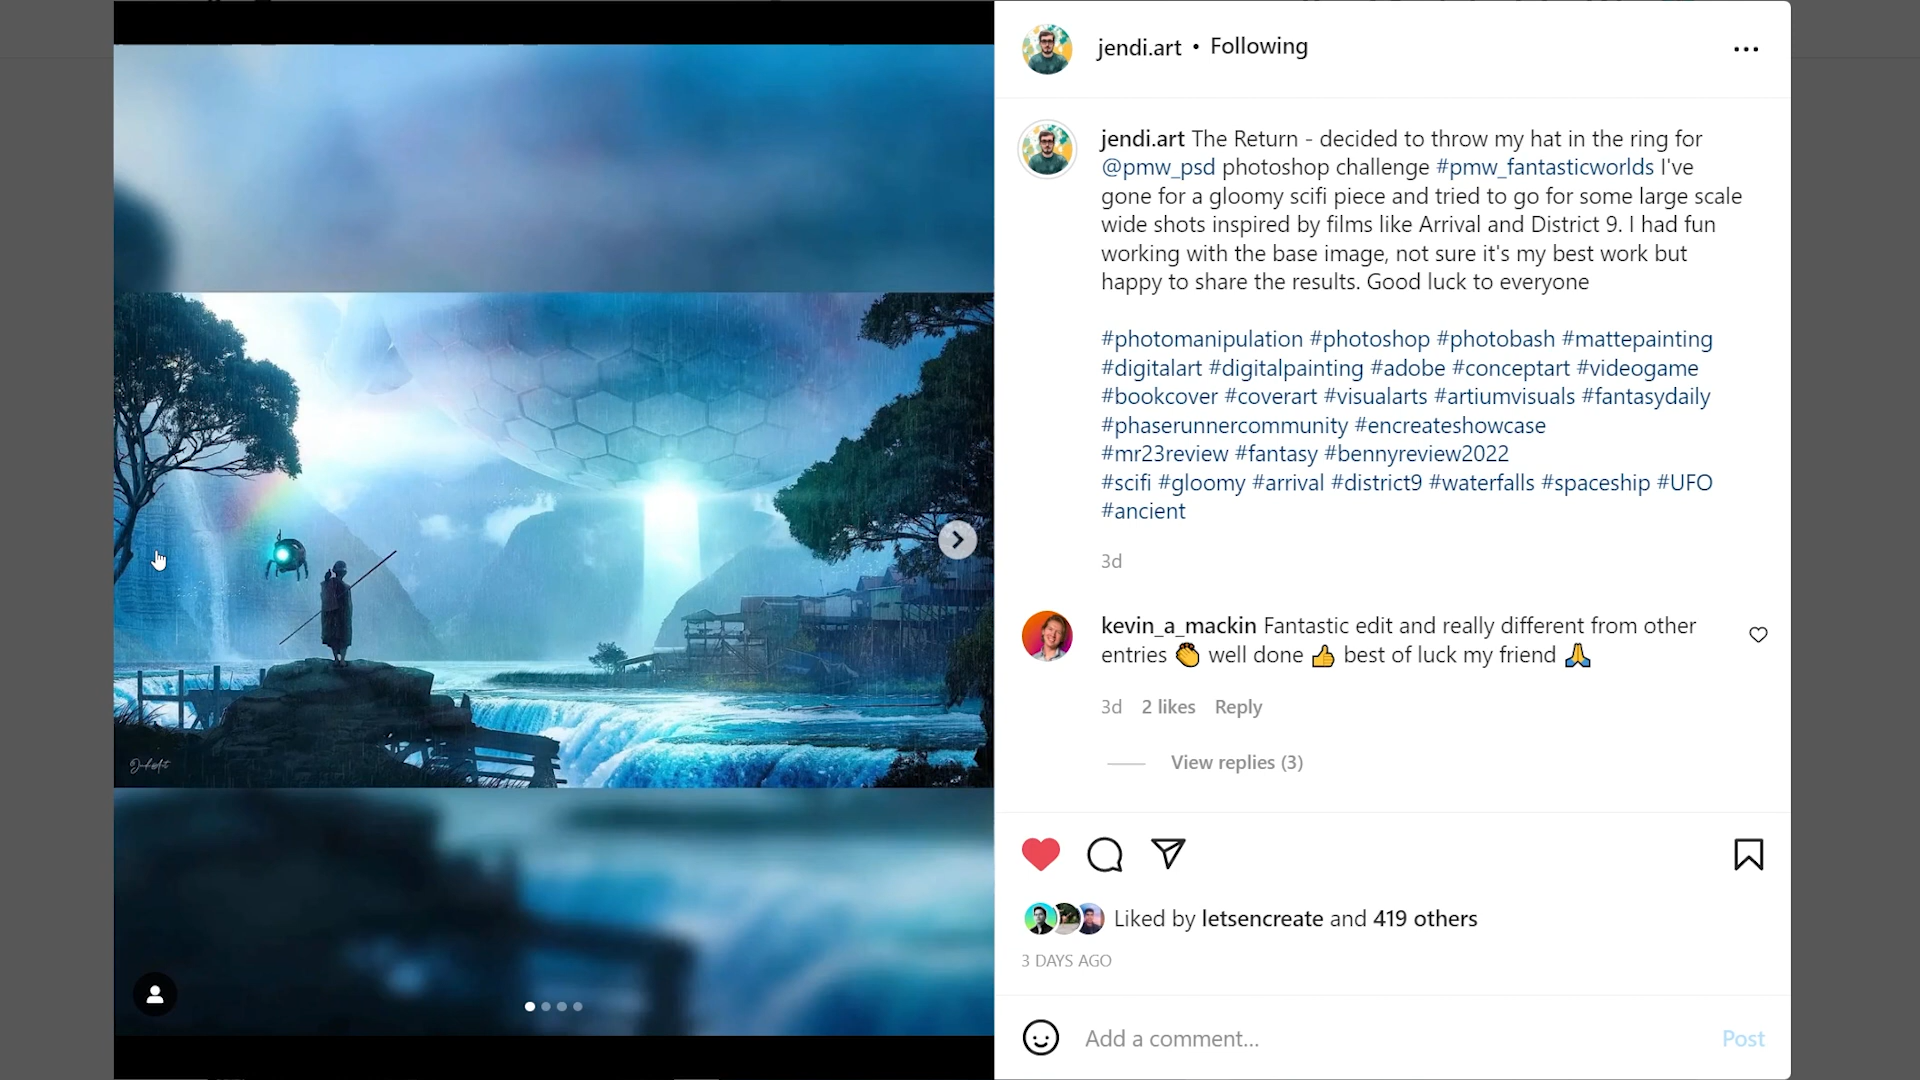 jendi.art • Following
jendi.art The Return - decided to throw my hat in the ring for
@pmw_psd photoshop challenge #pmw_fantasticworlds I've
gone for a gloomy scifi piece and tried to go for some large scale
wide shots inspired by films like Arrival and District 9. I had fun
working with the base image, not sure it's my best work but
happy to share the results. Good luck to everyone
#photomanipulation #photoshop #photobash #mattepainting
#digitalart #digitalpainting #adobe #conceptart #videogame
#bookcover #coverart #visualarts #artiumvisuals #fantasydaily
#phaserunnercommunity #encreateshowcase
#mr23review #fantasy #bennyreview2022
#scifi #gloomy #arrival #district9 #waterfalls #spaceship #UFO
#ancient
3d
kevin_a_mackin Fantastic edit and really different from other
entries 👏 well done 👍 best of luck my friend 🙏
3d 2 likes Reply
View replies (3)
Liked by letsencreate and 419 others
3 DAYS AGO
Add a comment... Post